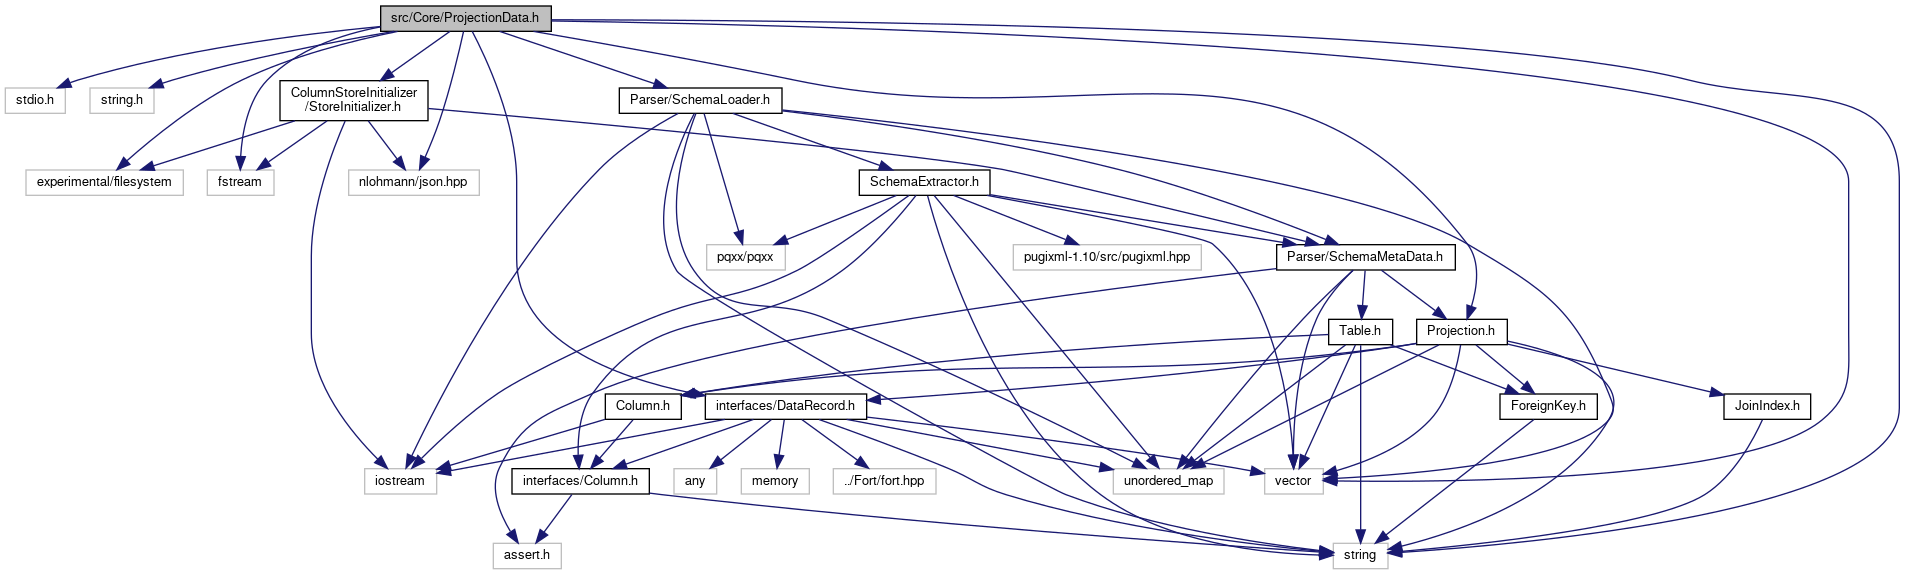 src/Core/ProjectionData.h
stdio.h
string.h
ColumnStoreInitializer
/StoreInitializer.h
Parser/SchemaLoader.h
experimental/filesystem
fstream
nlohmann/json.hpp
SchemaExtractor.h
pqxx/pqxx
pugixml-1.10/src/pugixml.hpp
Parser/SchemaMetaData.h
Table.h
Projection.h
Column.h
interfaces/DataRecord.h
ForeignKey.h
JoinIndex.h
iostream
interfaces/Column.h
any
memory
../Fort/fort.hpp
unordered_map
vector
assert.h
string